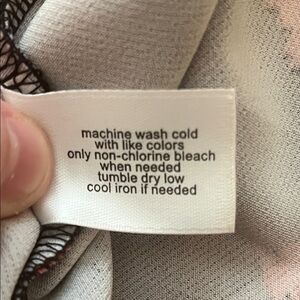 machine wash cold
with like colors
only non-chlorine bleach
when needed
tumble dry low
cool iron if needed